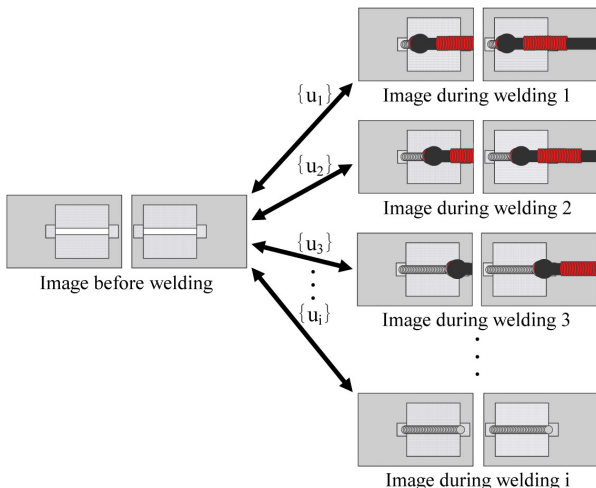 {u₁}
Image during welding 1
{u₂}
Image during welding 2
Image before welding
{u₃}
Image during welding 3
{uᵢ}
Image during welding i